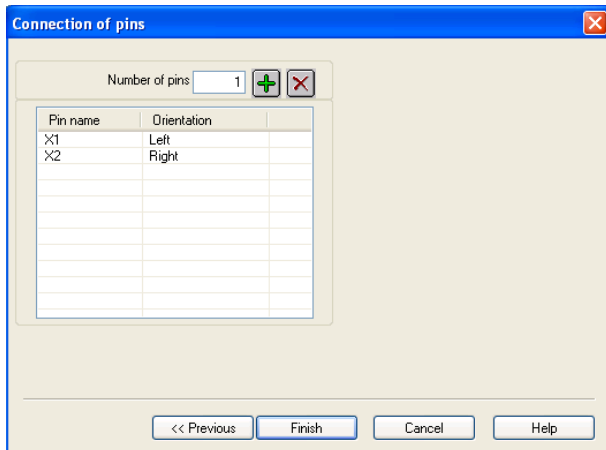 Connection of pins
Number of pins 1
Pin name Orientation
X1 Left
X2 Right
<< Previous Finish Cancel Help